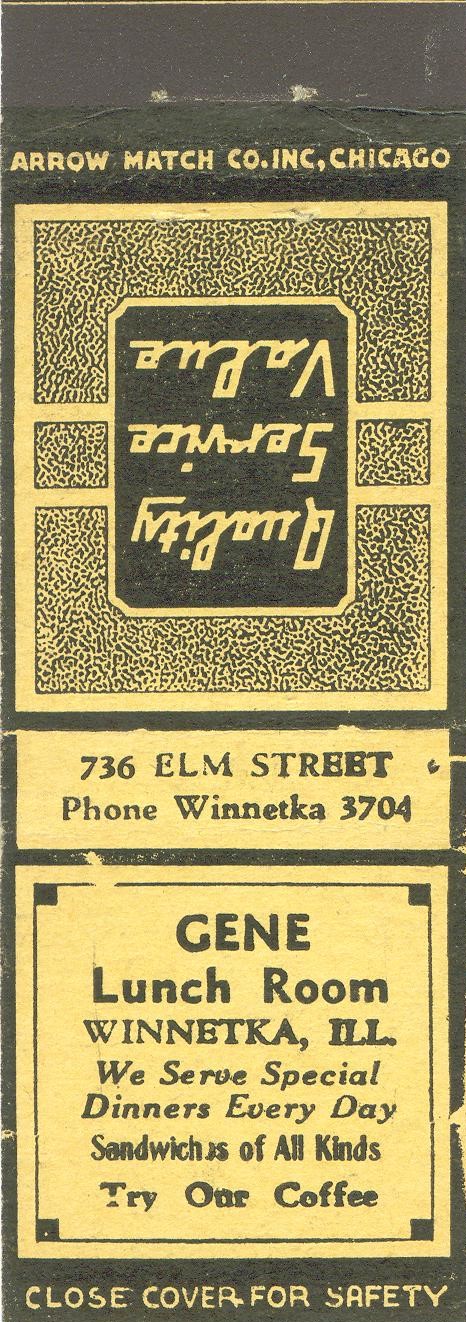 ARROW MATCH CO. INC, CHICAGO
Quality
Service
Value
736 ELM STREET
Phone Winnetka 3704
GENE
Lunch Room
WINNETKA, ILL.
We Serve Special
Dinners Every Day
Sandwiches of All Kinds
Try Our Coffee
CLOSE COVER FOR SAFETY